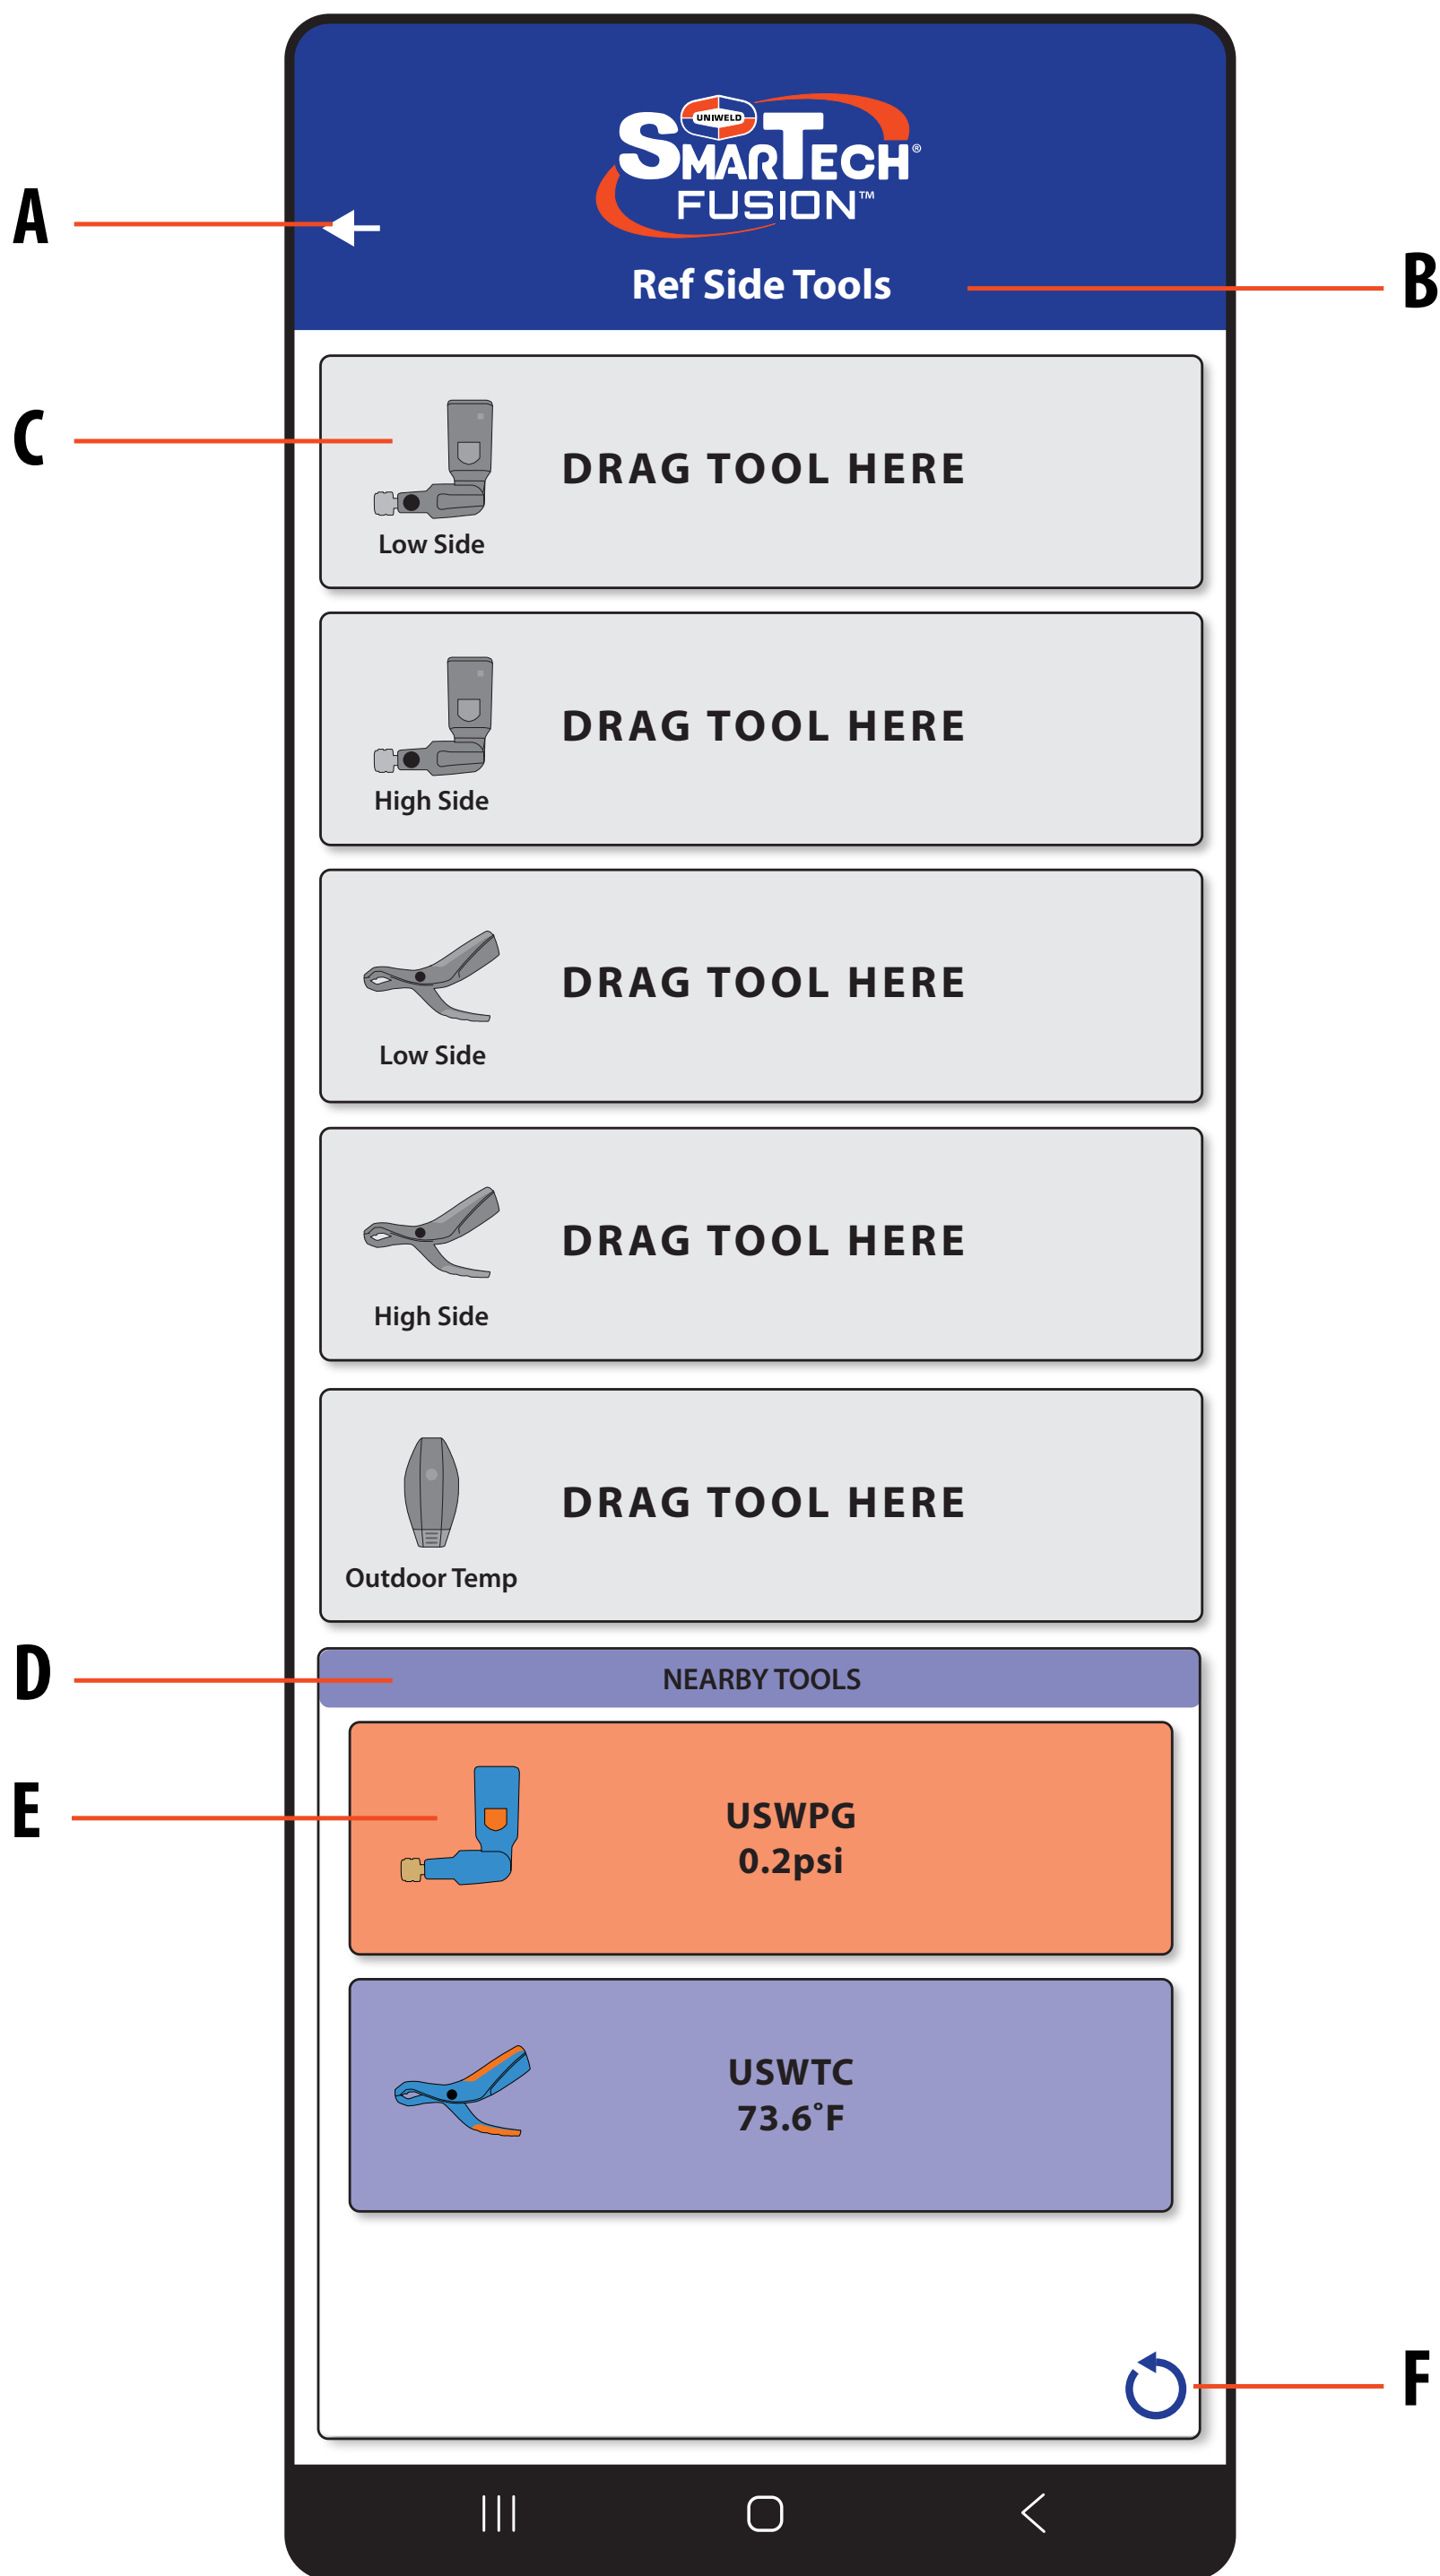 UNIWELD
SMARTECH®
FUSION™
A
Ref Side Tools
B
C
DRAG TOOL HERE
Low Side
DRAG TOOL HERE
High Side
DRAG TOOL HERE
Low Side
DRAG TOOL HERE
High Side
DRAG TOOL HERE
Outdoor Temp
D
NEARBY TOOLS
E
USWPG
0.2psi
USWTC
73.6˚F
F